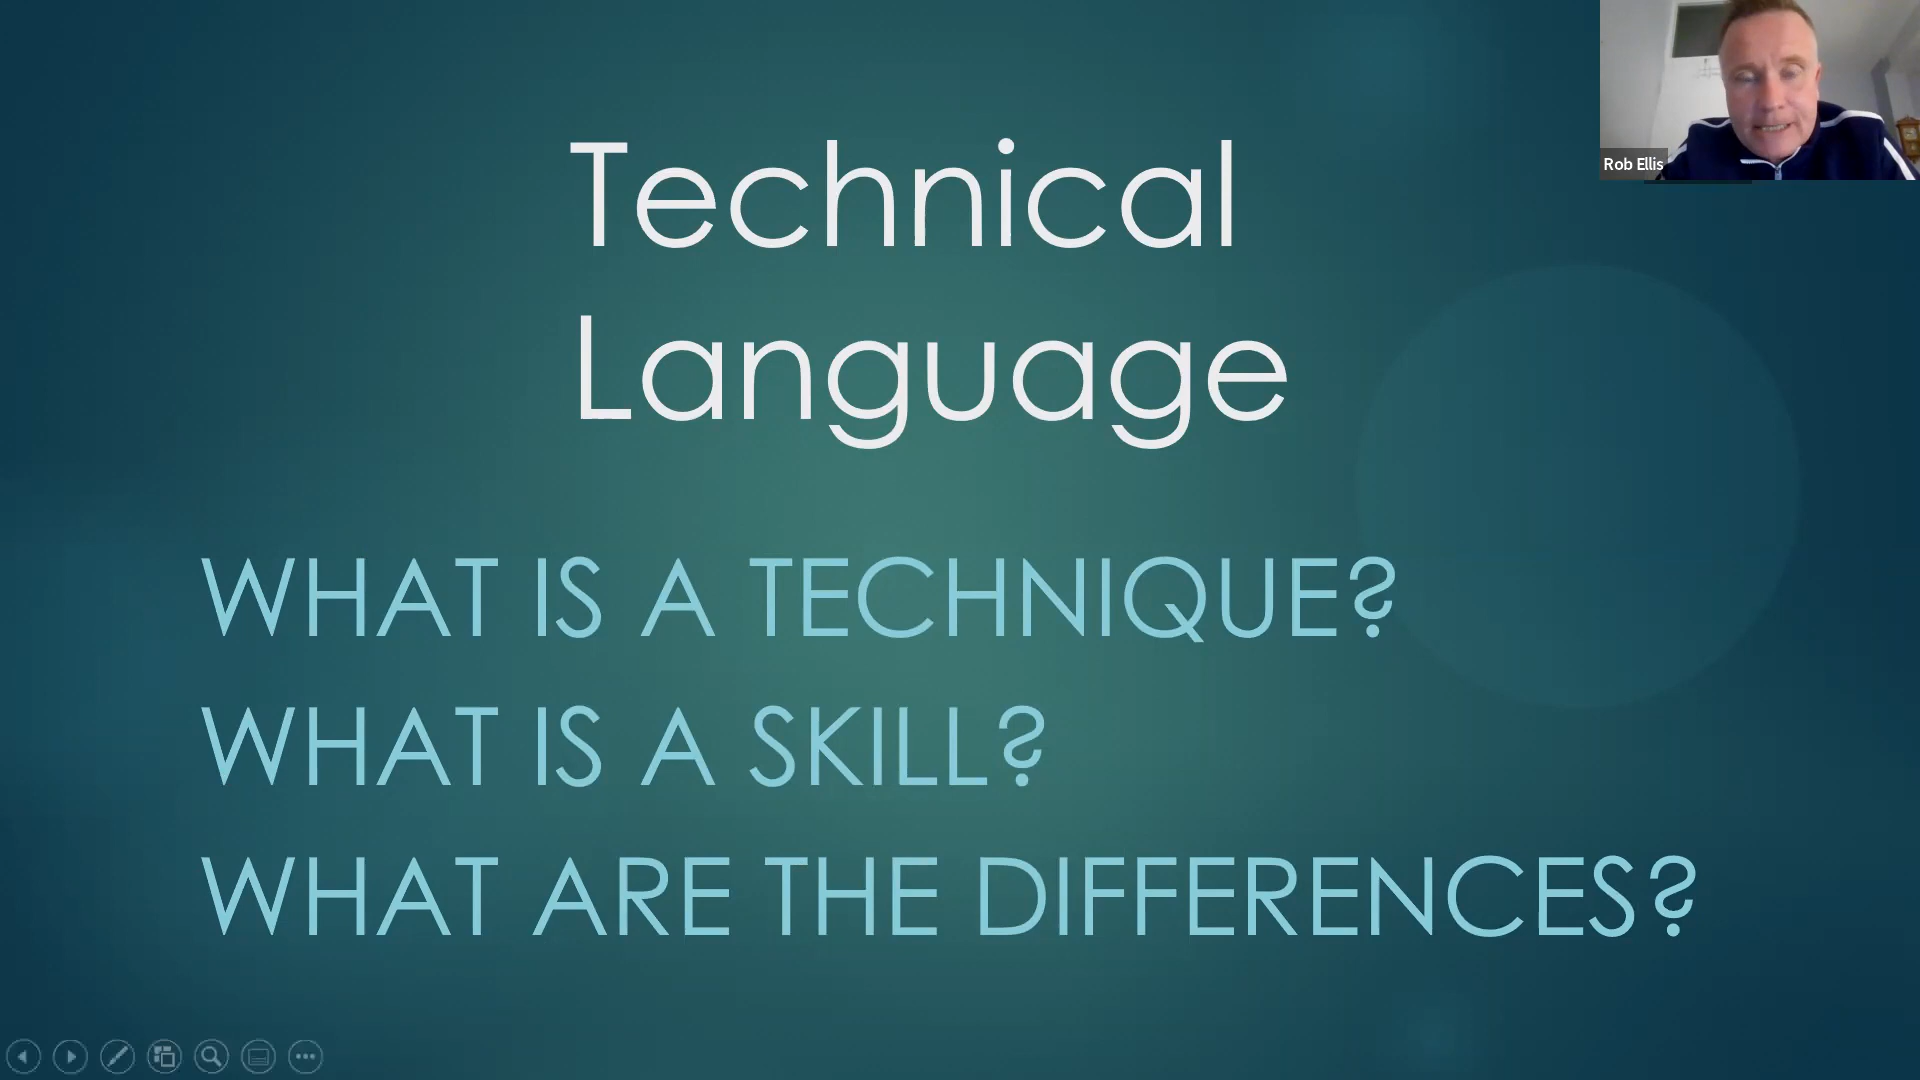 Technical
Language
WHAT IS A TECHNIQUE?
WHAT IS A SKILL?
WHAT ARE THE DIFFERENCES?
Rob Ellis